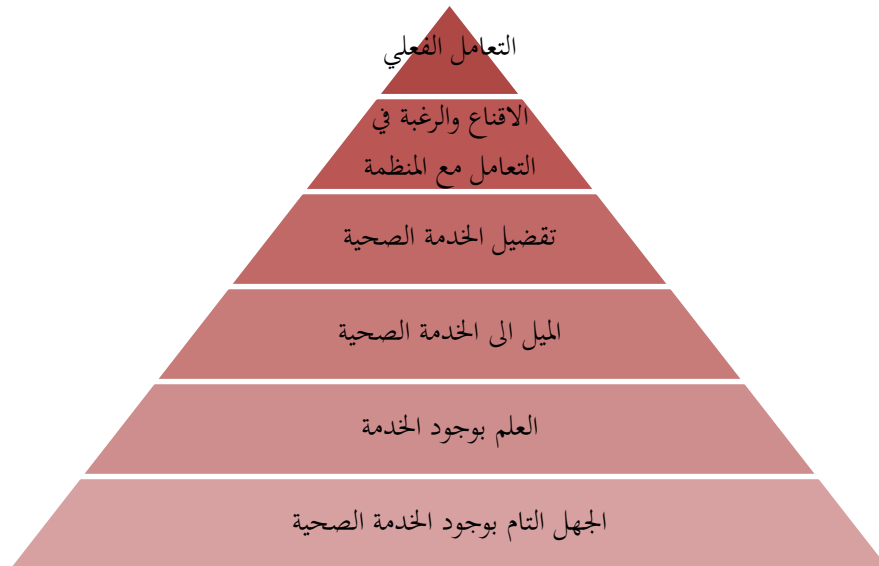 التعامل الفعلي
الاقناع والرغبة في
التعامل مع المنظمة
تقضيل الخدمة الصحية
الميل الى الخدمة الصحية
العلم بوجود الخدمة
الجهل التام بوجود الخدمة الصحية